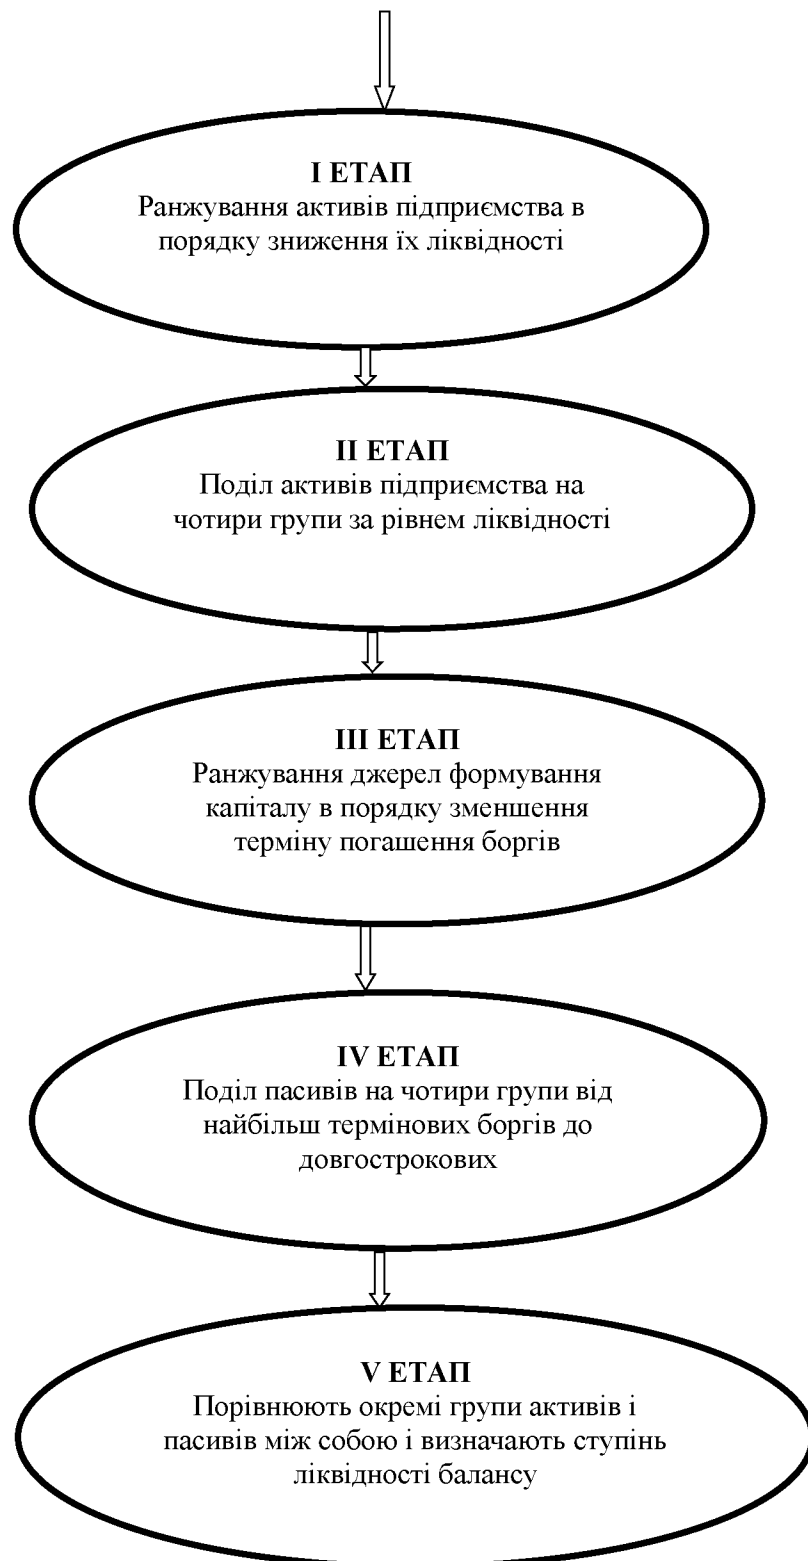 I ЕТАП
Ранжування активів підприємства в
порядку зниження їх ліквідності
II ЕТАП
Поділ активів підприємства на
чотири групи за рівнем ліквідності
III ЕТАП
Ранжування джерел формування
капіталу в порядку зменшення
терміну погашення боргів
IV ЕТАП
Поділ пасивів на чотири групи від
найбільш термінових боргів до
довгострокових
V ЕТАП
Порівнюють окремі групи активів і
пасивів між собою і визначають ступінь
ліквідності балансу